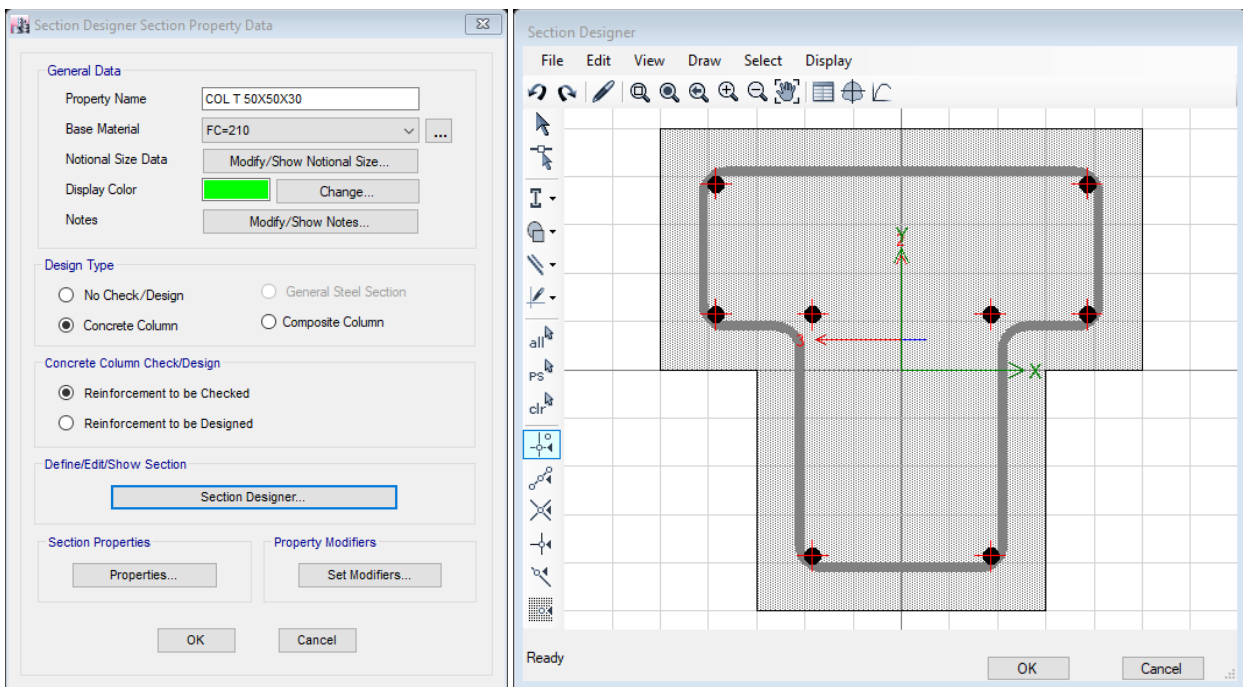 Section Designer Section Property Data
General Data
Property Name
COL T 50X50X30
Base Material
FC=210
...
Notional Size Data
Modify/Show Notional Size...
Display Color
Change...
Notes
Modify/Show Notes...
Design Type
No Check/Design
General Steel Section
Concrete Column
Composite Column
Concrete Column Check/Design
Reinforcement to be Checked
Reinforcement to be Designed
Define/Edit/Show Section
Section Designer...
Section Properties
Property Modifiers
Properties...
Set Modifiers...
OK
Cancel
Section Designer
File Edit View Draw Select Display
all
PS
clr
Y
2
3
X
Ready
OK
Cancel